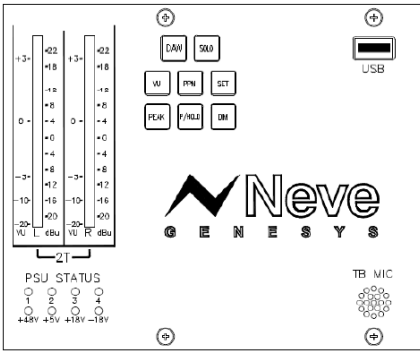 DAW SOLO
USB
VU PPM SET
PEAK P/HOLD DIM
+3 +22 +3 +22
+18 +18
+12 +12
+8 +8
+4 +4
0 0 0 0
-4 -4
-8 -8
-3 -12 -3 -12
-10 -16 -10 -16
-20 -20 -20 -20
VU L dBu VU R dBu
2T
Neve
GENESYS
PSU STATUS
1 2 3 4
+48V +5V +18V -18V
TB MIC